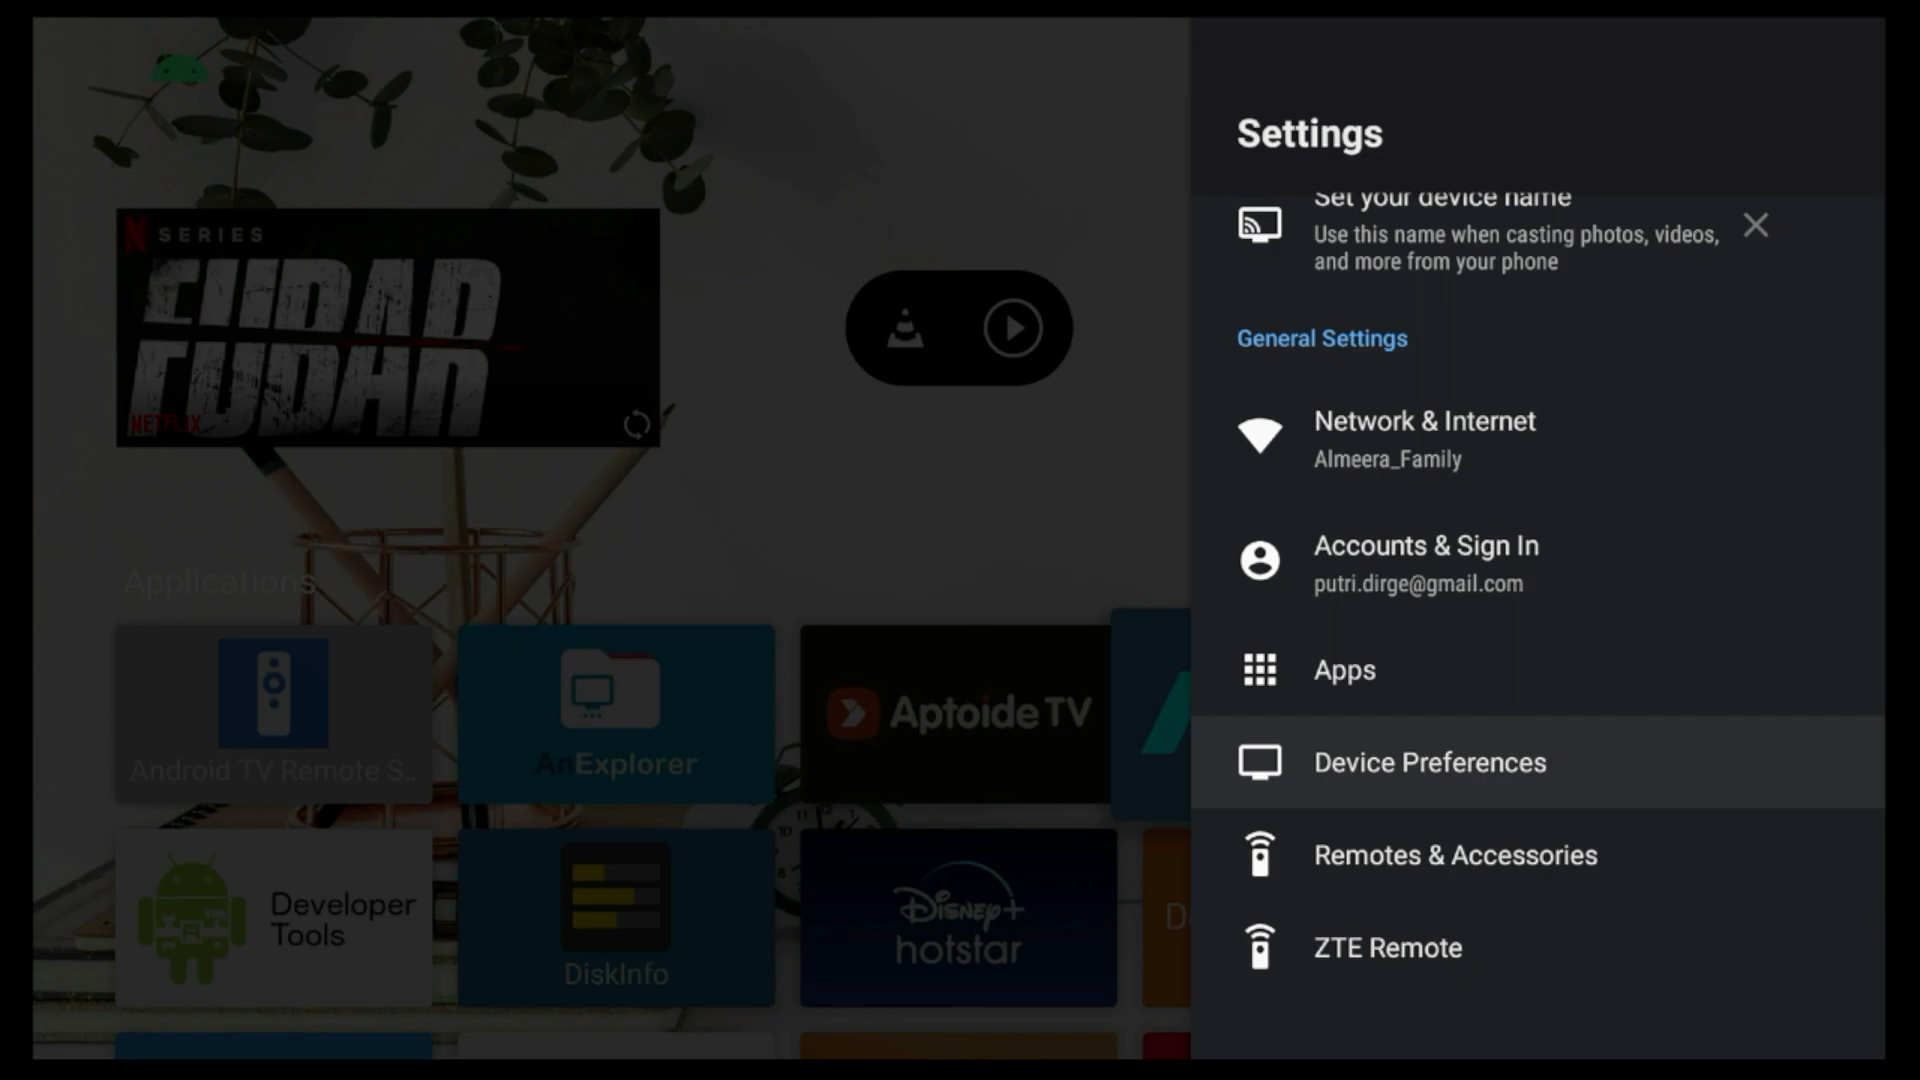 Settings
Set your device name
Use this name when casting photos, videos,
and more from your phone
General Settings
Network & Internet
Almeera_Family
Accounts & Sign In
putri.dirge@gmail.com
Apps
Device Preferences
Remotes & Accessories
ZTE Remote
N SERIES
NETFLIX
Applications
Android TV Remote S..
AnExplorer
Aptoide TV
Developer
Tools
DiskInfo
Disney+
hotstar
D